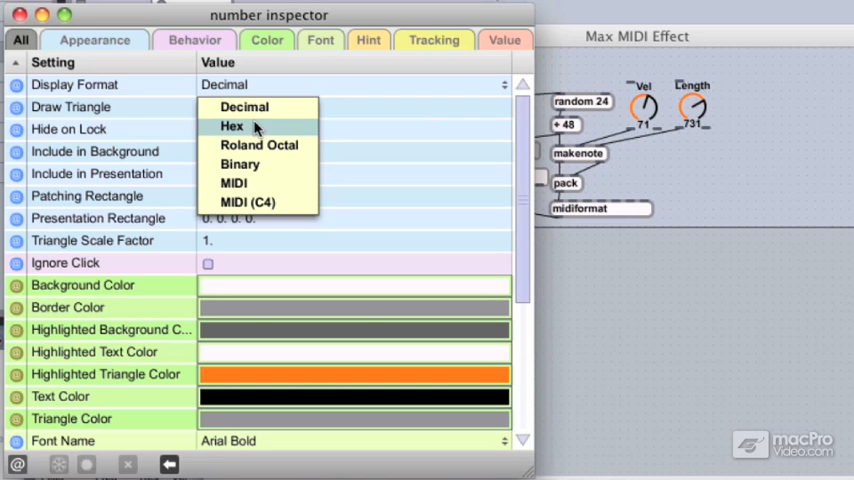 number inspector
All Appearance Behavior Color Font Hint Tracking Value
Setting Value
Display Format Decimal
Draw Triangle
Hide on Lock
Include in Background
Include in Presentation
Patching Rectangle
Presentation Rectangle 0. 0. 0. 0.
Triangle Scale Factor 1.
Ignore Click
Background Color
Border Color
Highlighted Background C...
Highlighted Text Color
Highlighted Triangle Color
Text Color
Triangle Color
Font Name Arial Bold
Decimal
Hex
Roland Octal
Binary
MIDI
MIDI (C4)
Max MIDI Effect
Vel Length
random 24
71 731
+ 48
makenote
pack
midiformat
macPro
Video.com